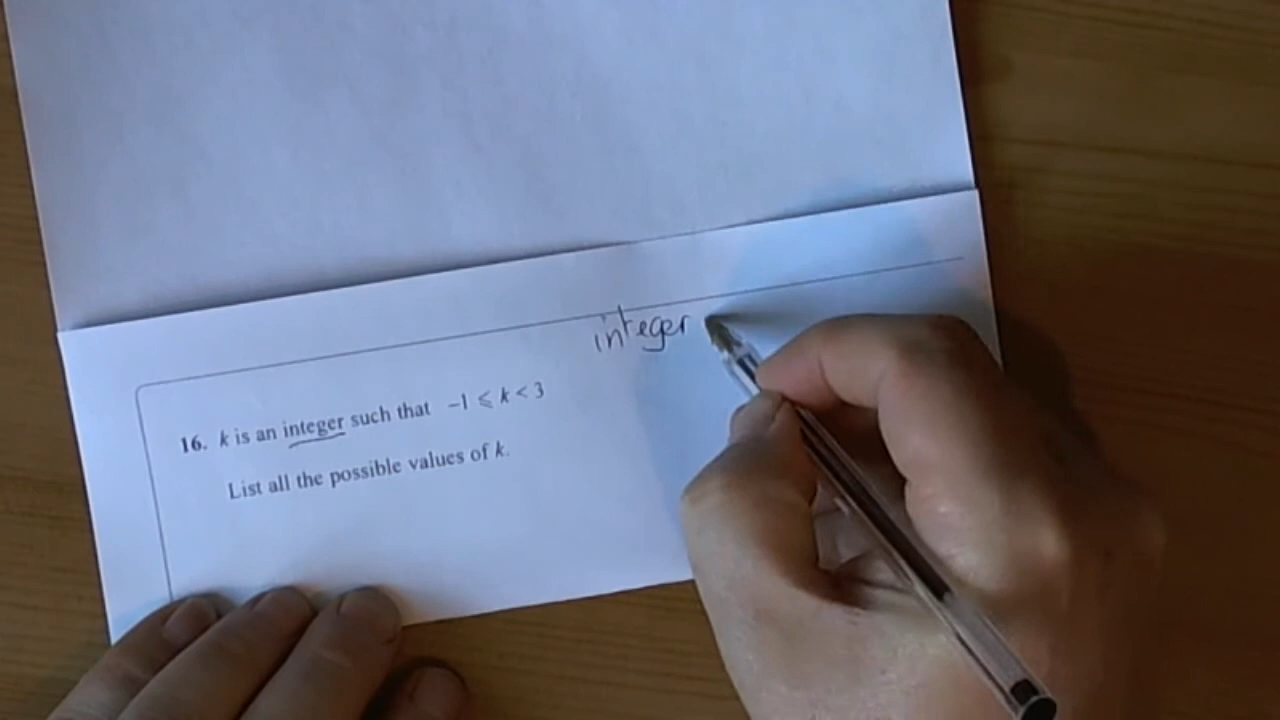 integer
16. k is an integer such that -1 ⩽ k < 3
List all the possible values of k.